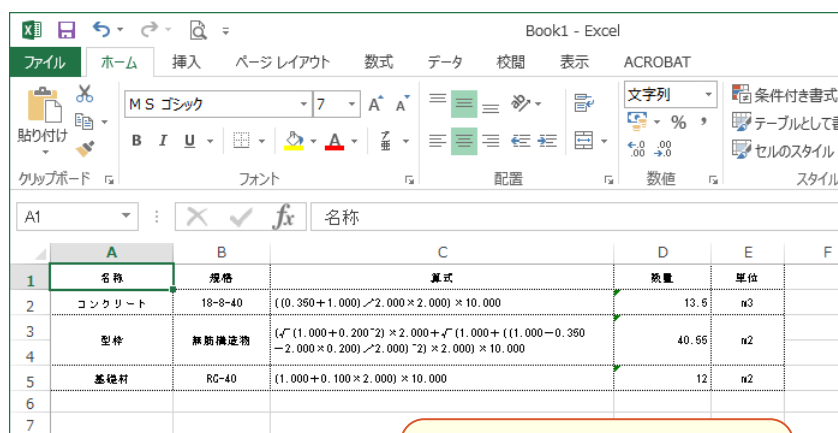 Book1 - Excel
ファイル ホーム 挿入 ページ レイアウト 数式 データ 校閲 表示 ACROBAT
貼り付け
MS ゴシック 7 A A
B I U A
文字列
% ,
条件付き書式
テーブルとして書
セルのスタイル
クリップボード フォント 配置 数値 スタイル
A1 fx 名称
A B C D E F
1 名称 規格 算式 数量 単位
2 コンクリート 18-8-40 ((0.350+1.000)/2.000×2.000)×10.000 13.5 m3
3 型枠 無筋構造物 (√(1.000+0.200^2)×2.000+√(1.000+((1.000-0.350 40.55 m2
4 -2.000×0.200)/2.000)^2)×2.000)×10.000
5 基礎材 RC-40 (1.000+0.100×2.000)×10.000 12 m2
6
7